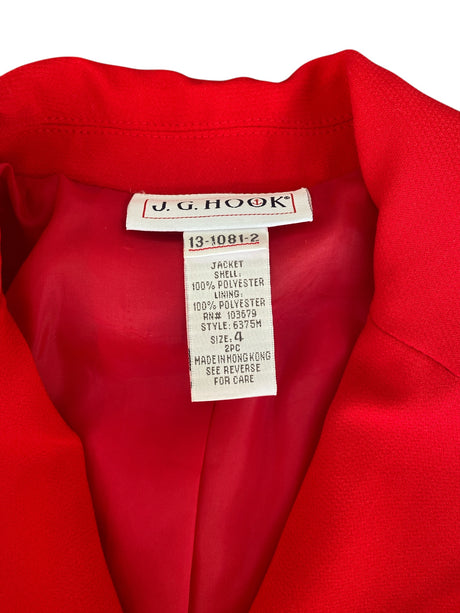 J.G. HOOK®
13-1081-2
JACKET
SHELL:
100% POLYESTER
LINING:
100% POLYESTER
RN# 103679
STYLE: 6375M
SIZE: 4
2PC
MADE IN HONG KONG
SEE REVERSE
FOR CARE